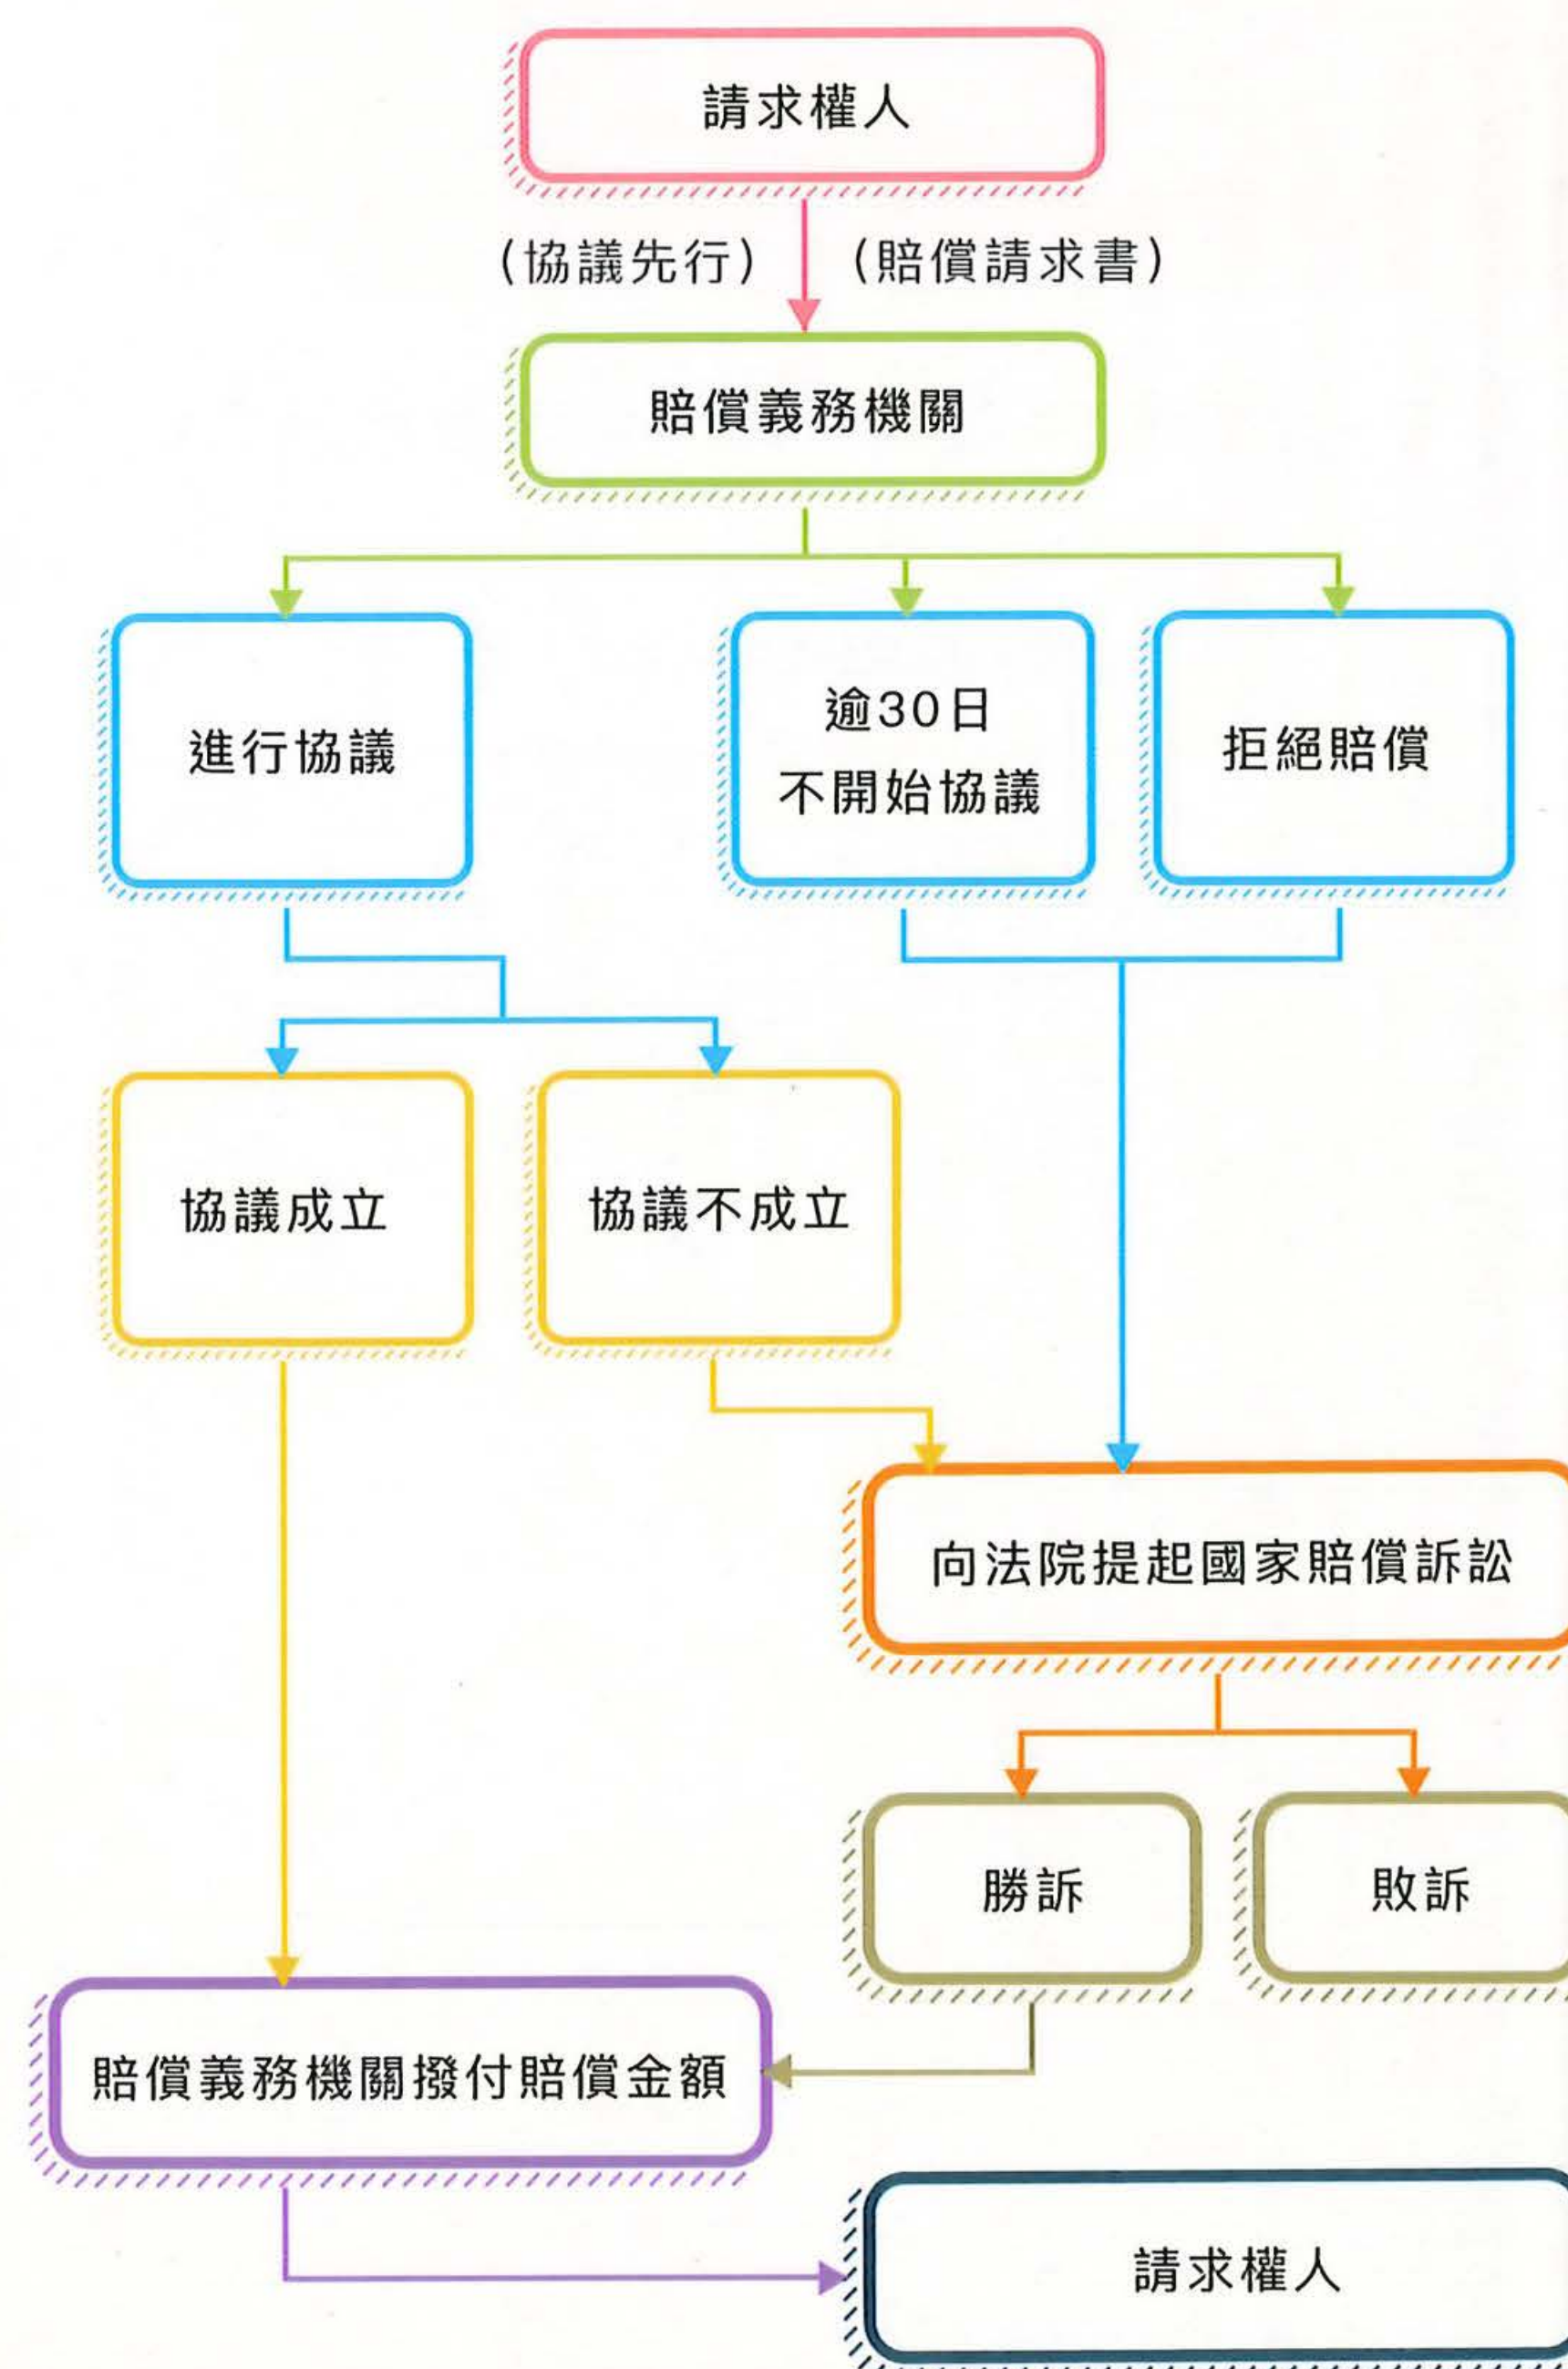 請求權人
(協議先行) (賠償請求書)
賠償義務機關
進行協議
逾30日
不開始協議
拒絕賠償
協議成立
協議不成立
向法院提起國家賠償訴訟
勝訴
敗訴
賠償義務機關撥付賠償金額
請求權人